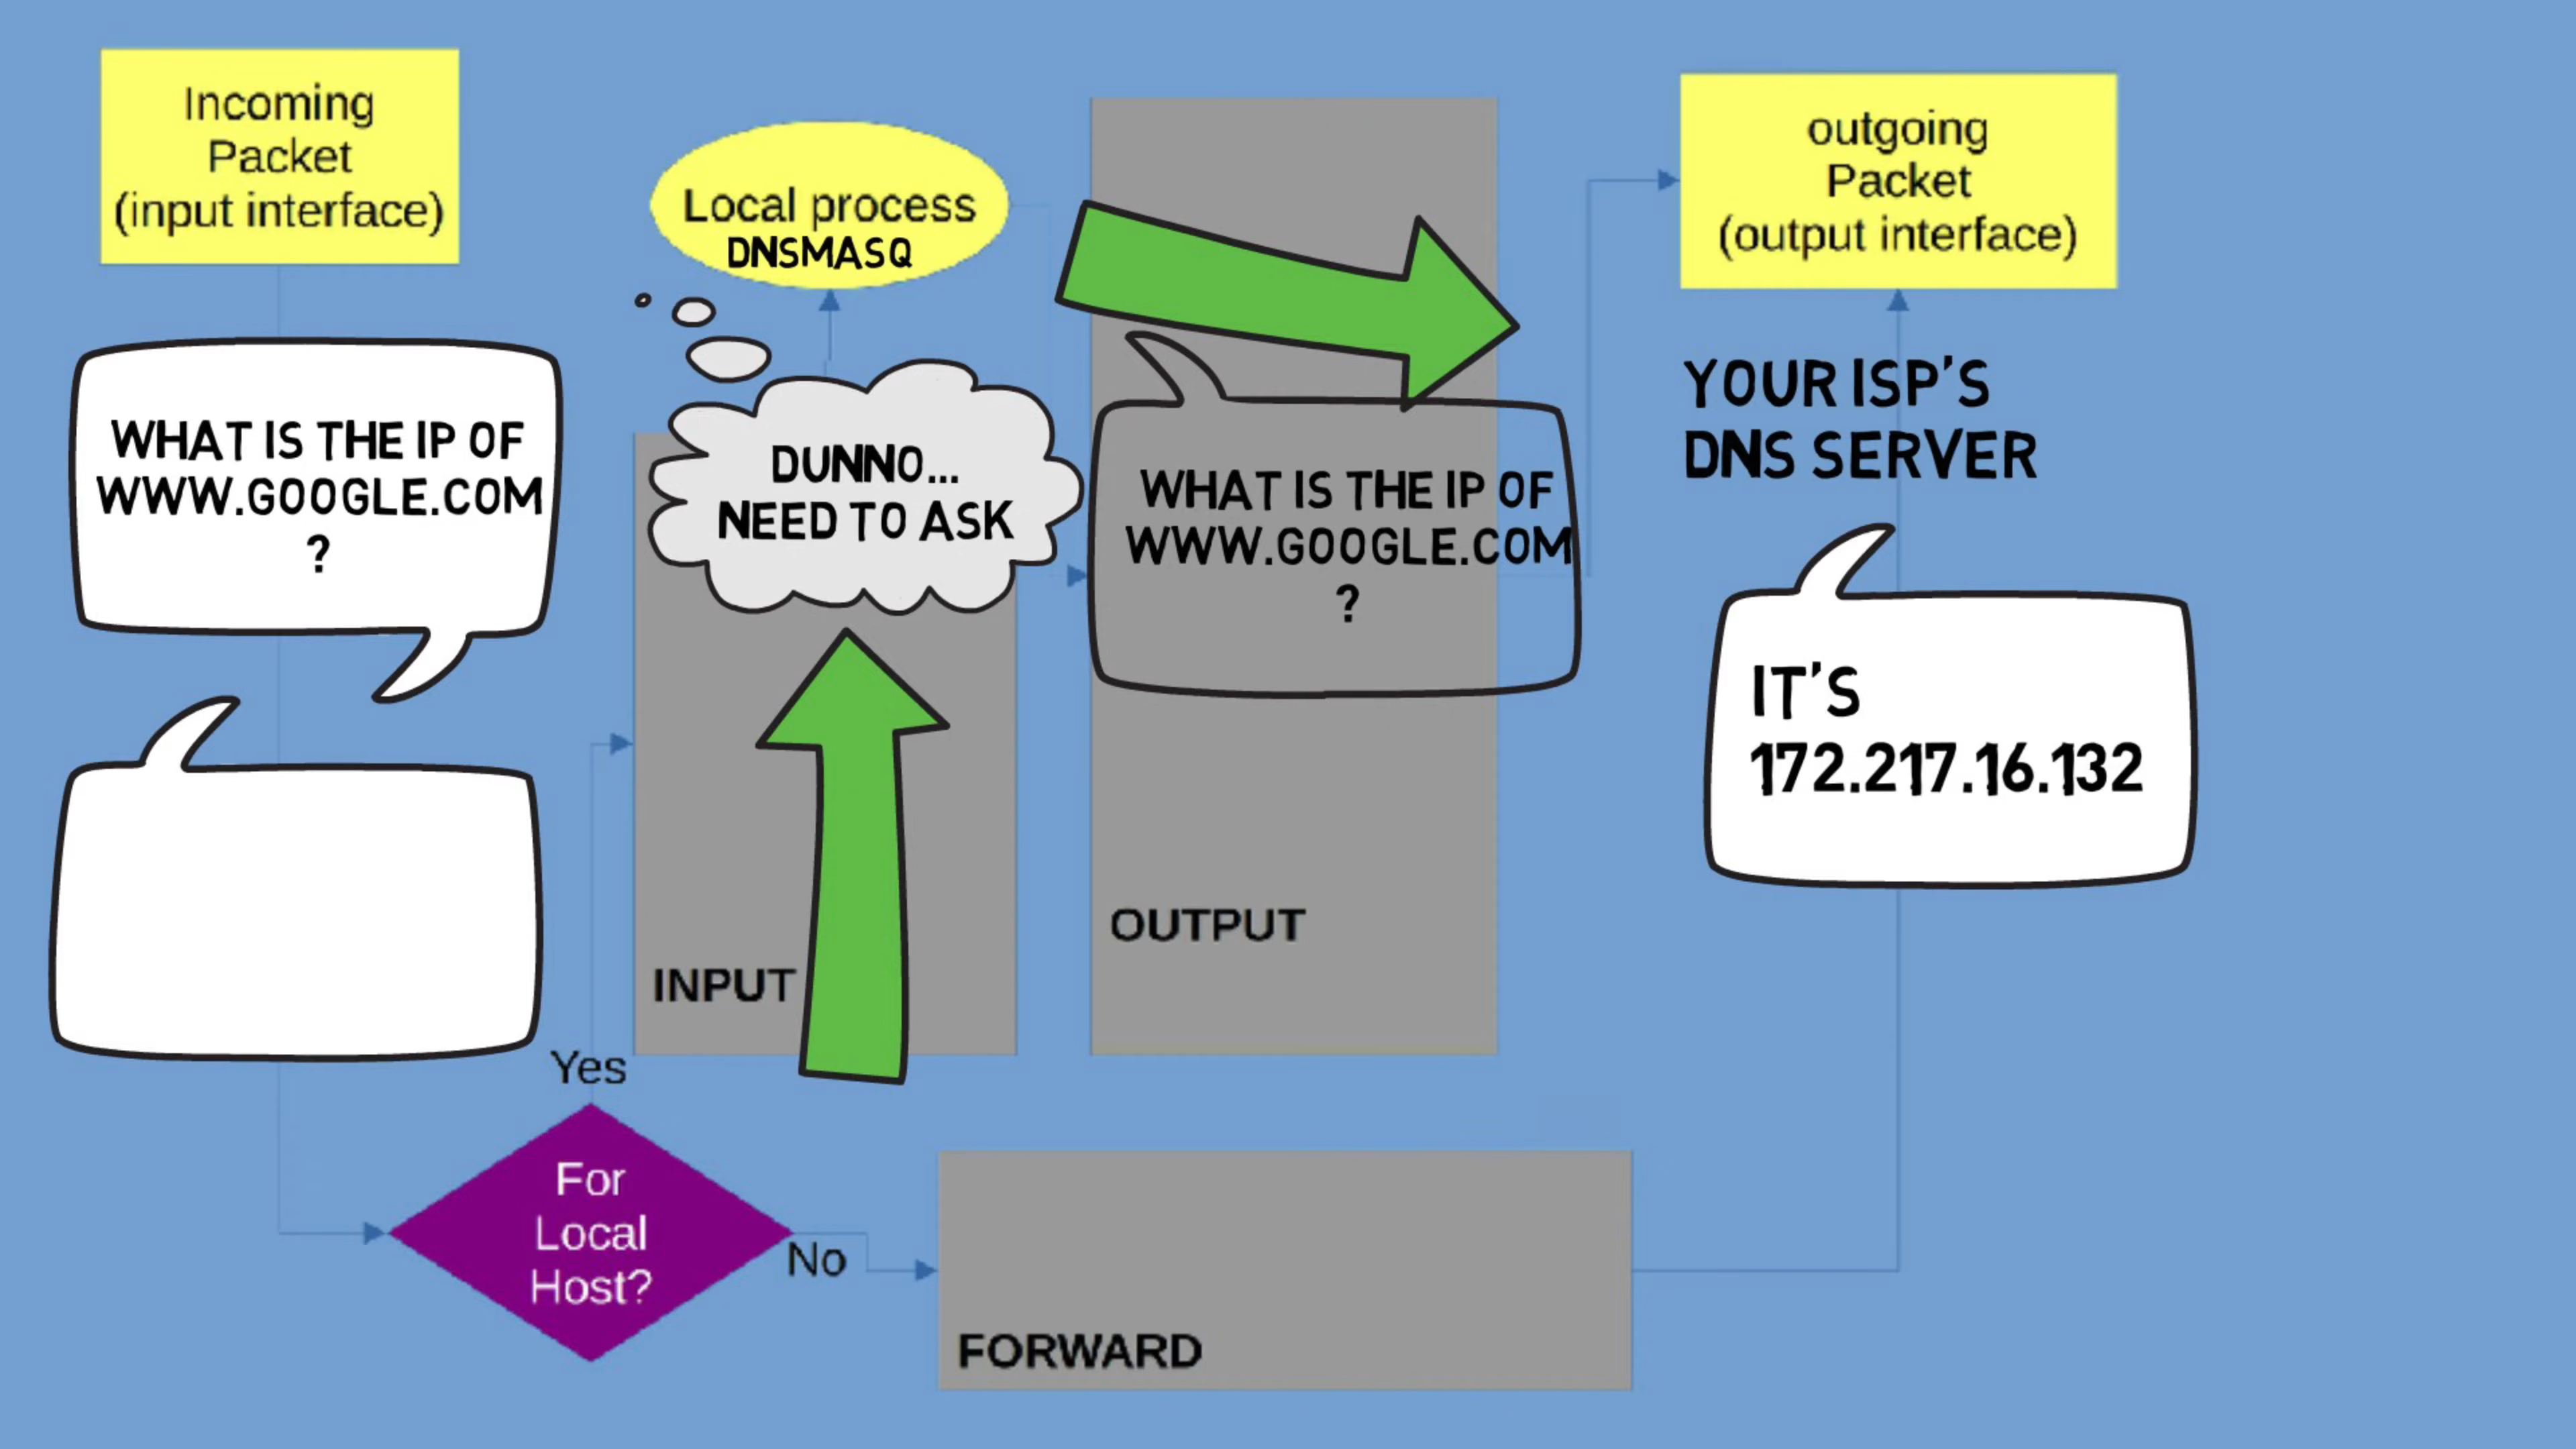 Incoming
Packet
(input interface)
Local process
DNSMASQ
outgoing
Packet
(output interface)
WHAT IS THE IP OF
WWW.GOOGLE.COM
?
DUNNO...
NEED TO ASK
WHAT IS THE IP OF
WWW.GOOGLE.COM
?
YOUR ISP'S
DNS SERVER
IT'S
172.217.16.132
INPUT
OUTPUT
Yes
For
Local
Host?
No
FORWARD